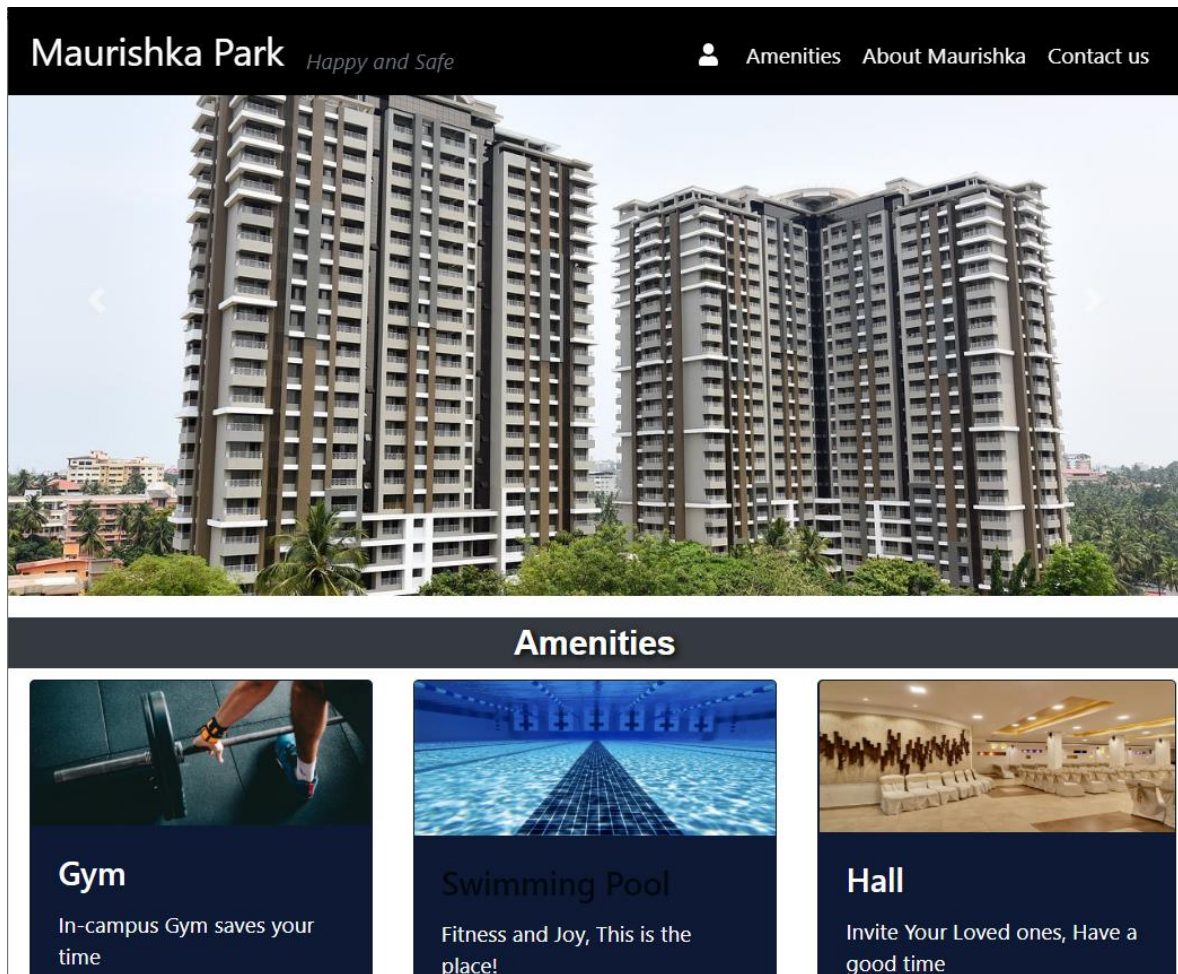 Maurishka Park Happy and Safe Amenities About Maurishka Contact us
Amenities
Gym
In-campus Gym saves your
time
Swimming Pool
Fitness and Joy, This is the
place!
Hall
Invite Your Loved ones, Have a
good time